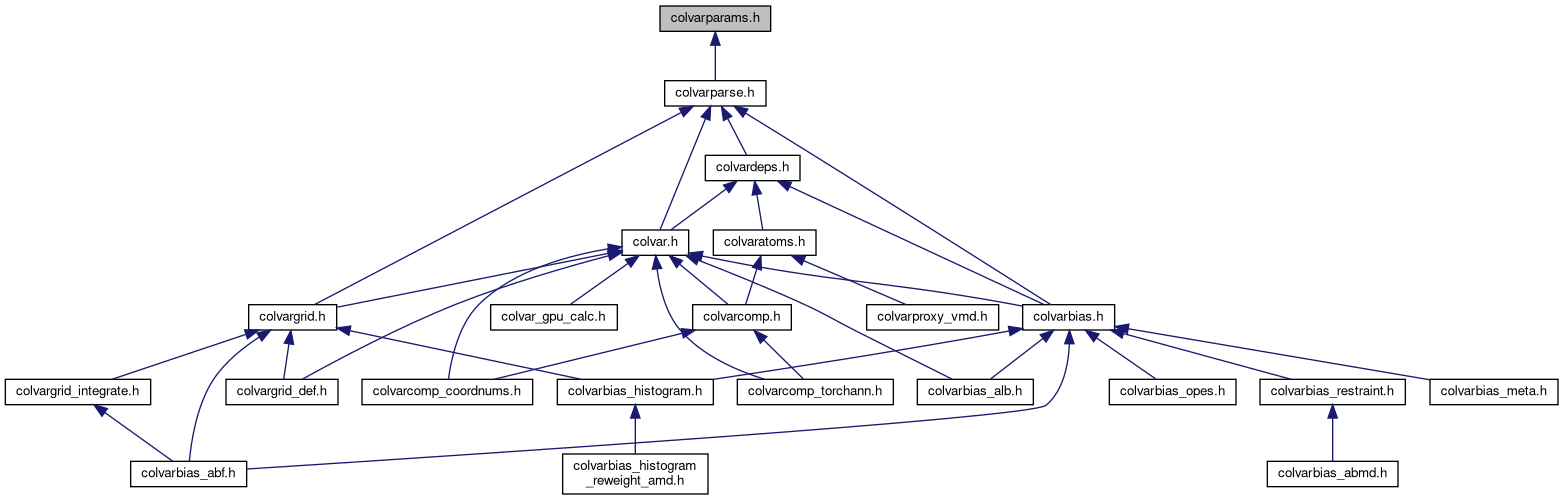 colvarparams.h
colvarparse.h
colvardeps.h
colvar.h
colvaratoms.h
colvargrid.h
colvar_gpu_calc.h
colvarcomp.h
colvarproxy_vmd.h
colvarbias.h
colvargrid_integrate.h
colvargrid_def.h
colvarcomp_coordnums.h
colvarbias_histogram.h
colvarcomp_torchann.h
colvarbias_alb.h
colvarbias_opes.h
colvarbias_restraint.h
colvarbias_meta.h
colvarbias_abf.h
colvarbias_histogram
_reweight_amd.h
colvarbias_abmd.h